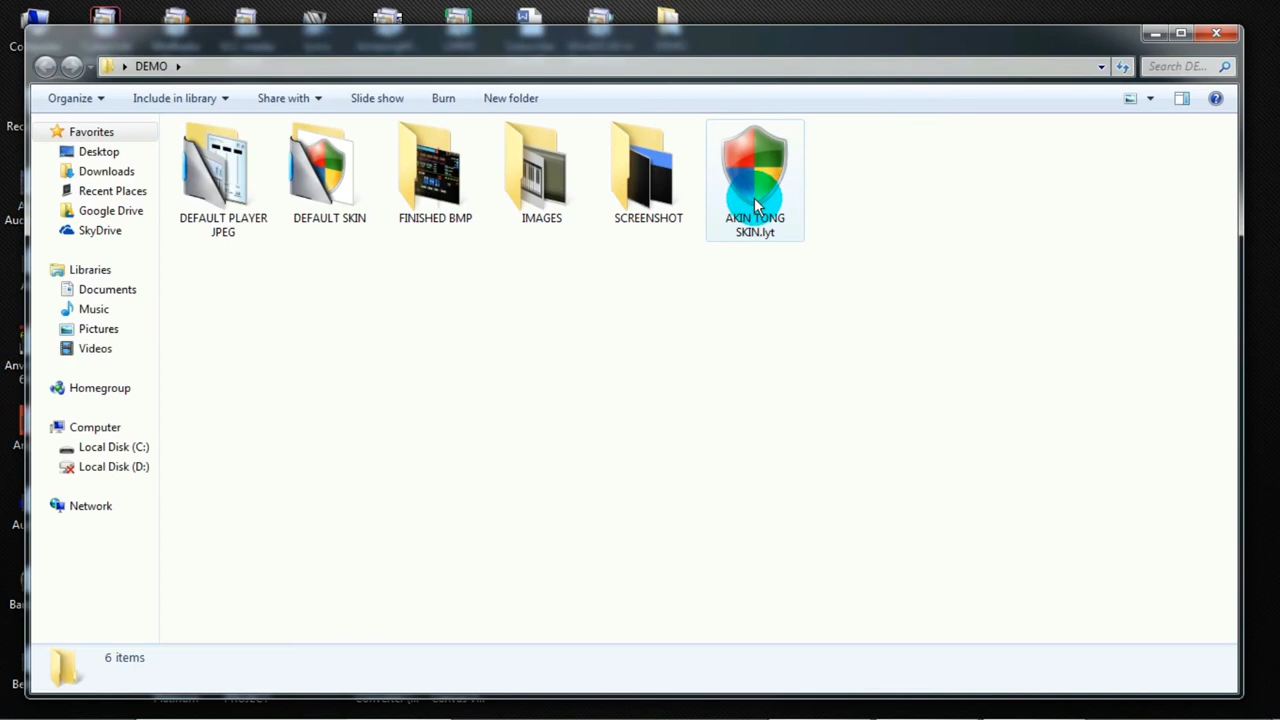 DEMO
Search DE...
Organize
Include in library
Share with
Slide show
Burn
New folder
Favorites
Desktop
Downloads
Recent Places
Google Drive
SkyDrive
Libraries
Documents
Music
Pictures
Videos
Homegroup
Computer
Local Disk (C:)
Local Disk (D:)
Network
DEFAULT PLAYER
JPEG
DEFAULT SKIN
FINISHED BMP
IMAGES
SCREENSHOT
AKIN TONG
SKIN.lyt
6 items